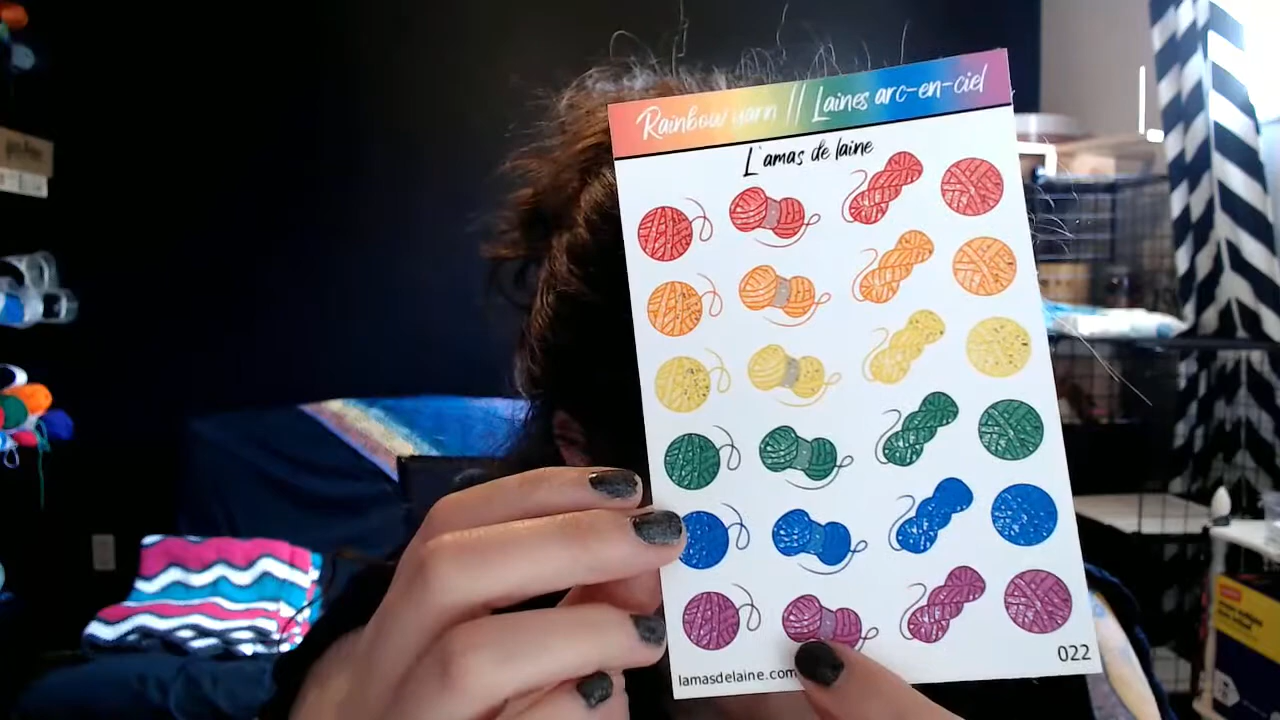 Rainbow yarn // Laines arc-en-ciel
L'amas de laine
022
lamasdelaine.com